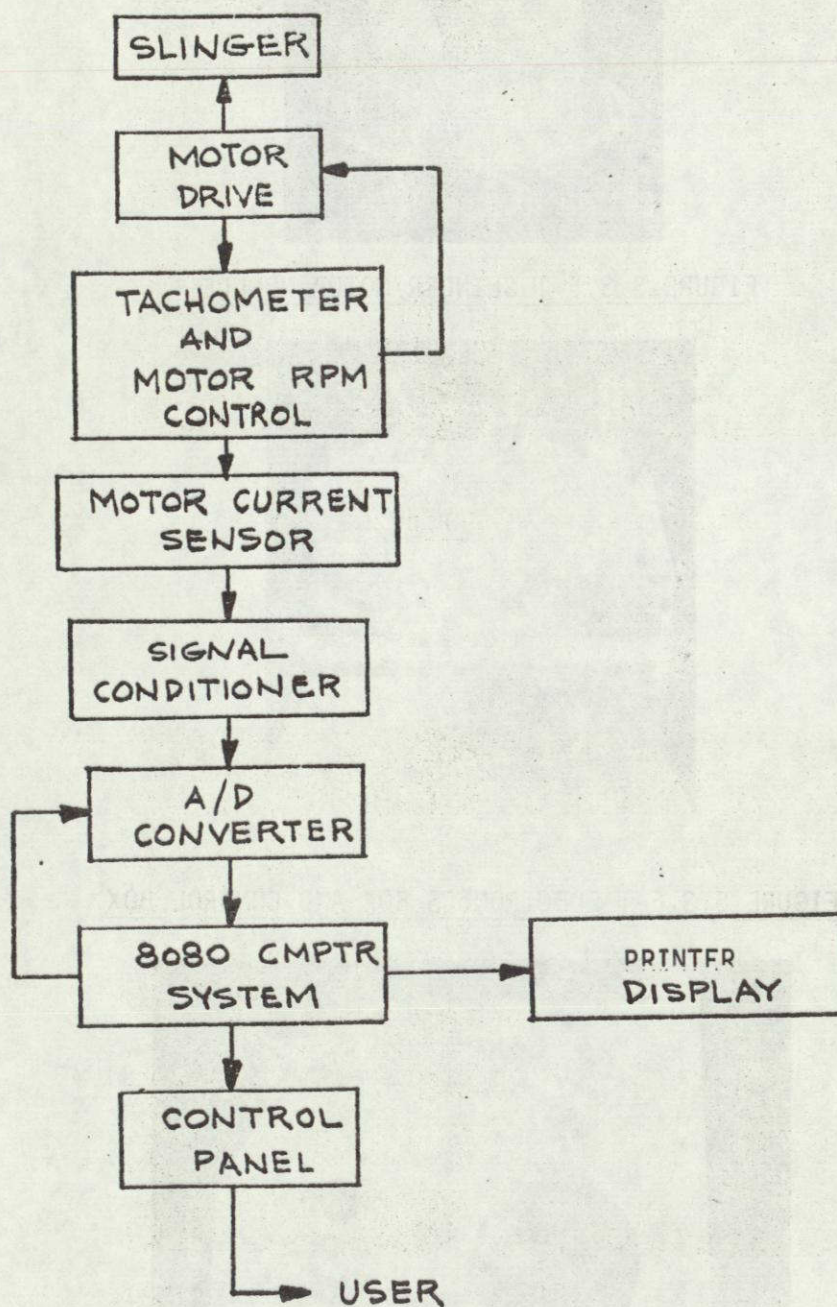 SLINGER
MOTOR
DRIVE
TACHOMETER
AND
MOTOR RPM
CONTROL
MOTOR CURRENT
SENSOR
SIGNAL
CONDITIONER
A/D
CONVERTER
8080 CMPTR
SYSTEM
PRINTER
DISPLAY
CONTROL
PANEL
USER